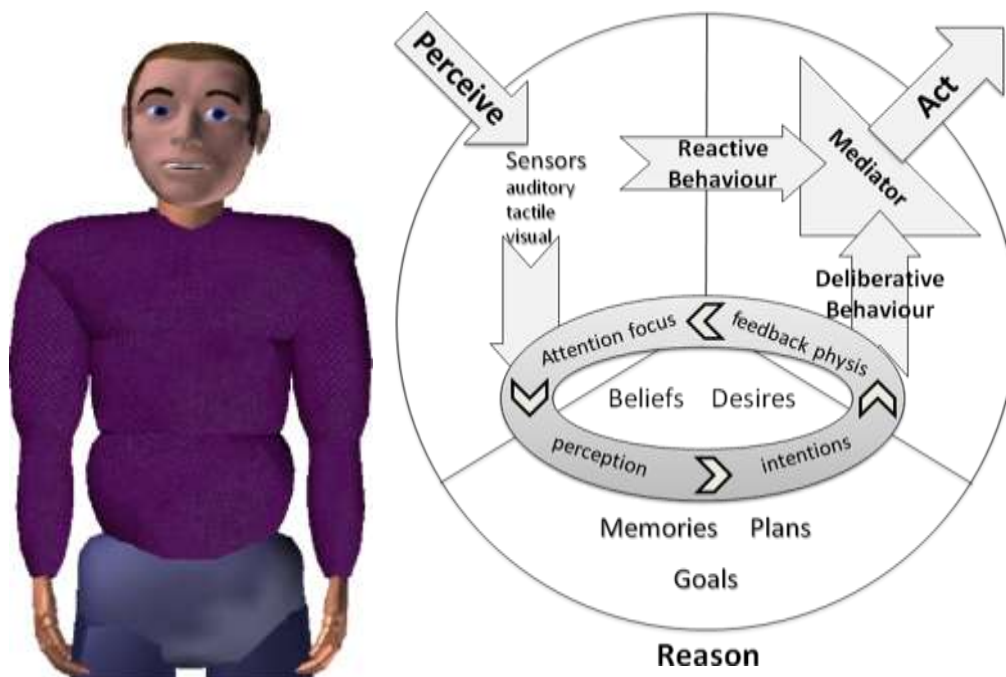 Perceive
Act
Sensors
auditory
tactile
visual
Reactive
Behaviour
Mediator
Deliberative
Behaviour
Attention focus
feedback physis
Beliefs Desires
perception
intentions
Memories Plans
Goals
Reason